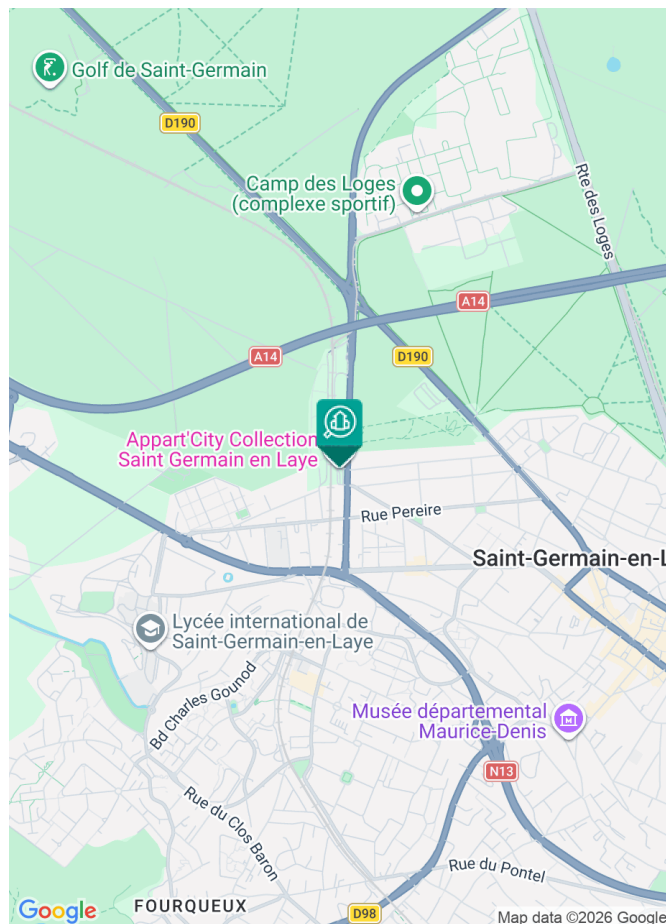 Golf de Saint-Germain
D190
Camp des Loges
(complexe sportif)
Rte des Loges
A14
A14
D190
Appart'City Collection
Saint Germain en Laye
Rue Pereire
Saint-Germain-en-L
Lycée international de
Saint-Germain-en-Laye
Bd Charles Gounod
Musée départemental
Maurice-Denis
M
N13
Rue du Clos Baron
Rue du Pontel
FOURQUEUX
D98
Google
Map data ©2026 Google